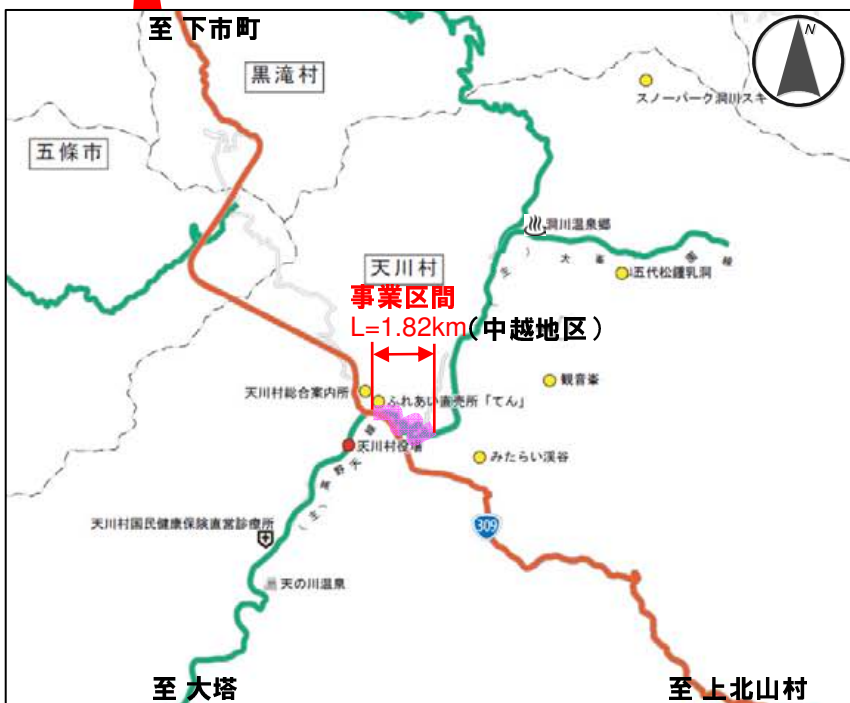 至 下市町
N
黒滝村
スノーパーク洞川スキ
五條市
洞川温泉郷
天川村
五代松鍾乳洞
事業区間
L=1.82km(中越地区)
観音峯
天川村総合案内所
ふれあい直売所「てん」
天川村役場
みたらい渓谷
(主)高野天
天川村国民健康保険直営診療所
309
天の川温泉
至 大塔
至 上北山村